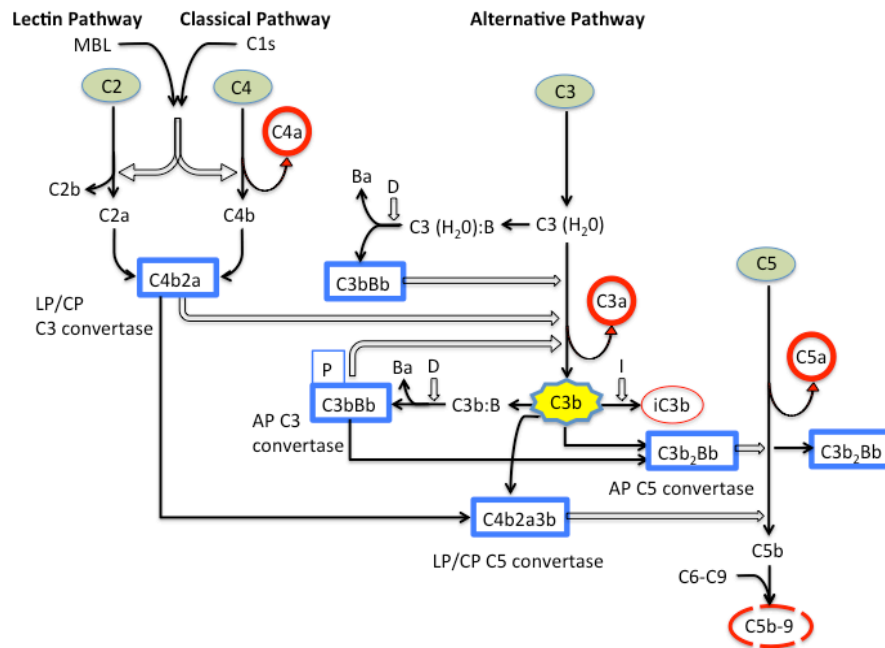 Lectin Pathway
Classical Pathway
Alternative Pathway
MBL
C1s
C2
C4
C3
C4a
C2b
Ba
D
C2a
C4b
C3 (H20):B
C3 (H20)
C5
C4b2a
C3bBb
C3a
LP/CP
C3 convertase
C5a
P
Ba
D
I
C3bBb
C3b:B
C3b
iC3b
AP C3
convertase
C3b2Bb
C3b2Bb
AP C5 convertase
C4b2a3b
LP/CP C5 convertase
C5b
C6-C9
C5b-9